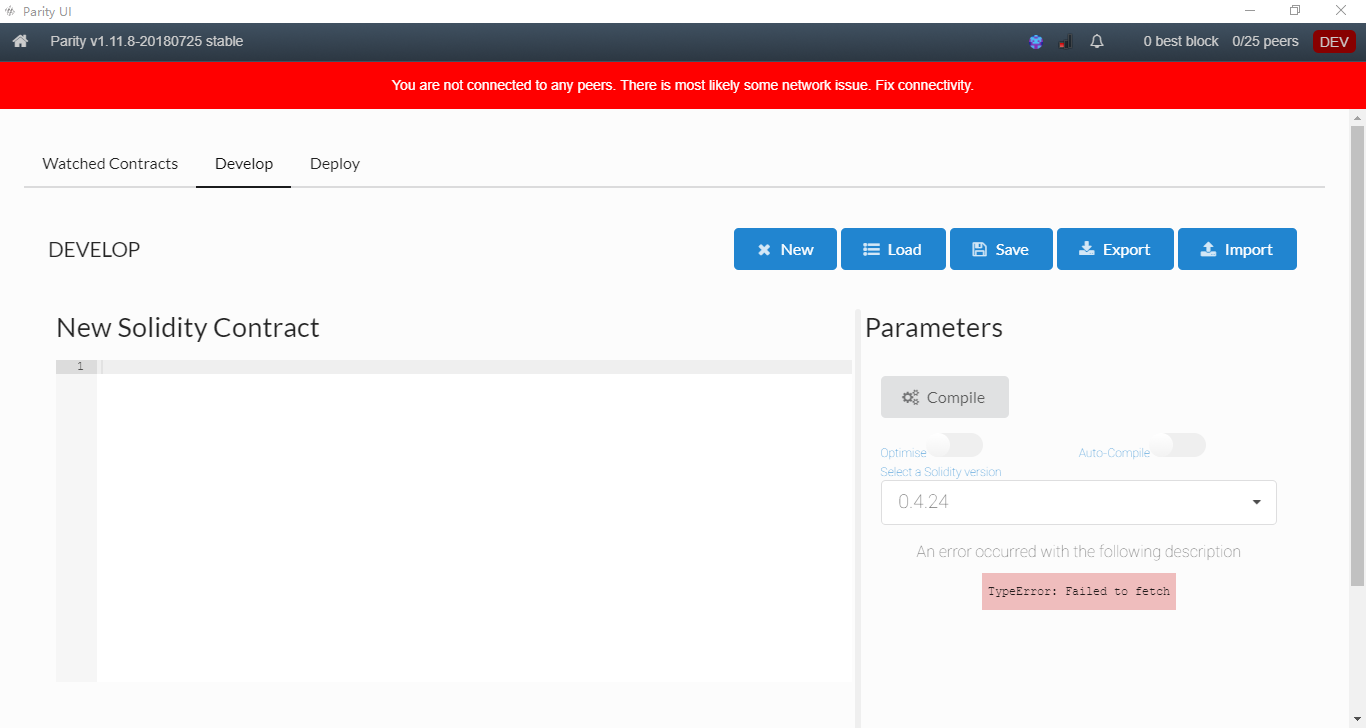 Parity UI
Parity v1.11.8-20180725 stable
0 best block 0/25 peers DEV
You are not connected to any peers. There is most likely some network issue. Fix connectivity.
Watched Contracts Develop Deploy
DEVELOP
New Load Save Export Import
New Solidity Contract
1
Parameters
Compile
Optimise Auto-Compile
Select a Solidity version
0.4.24
An error occurred with the following description
TypeError: Failed to fetch